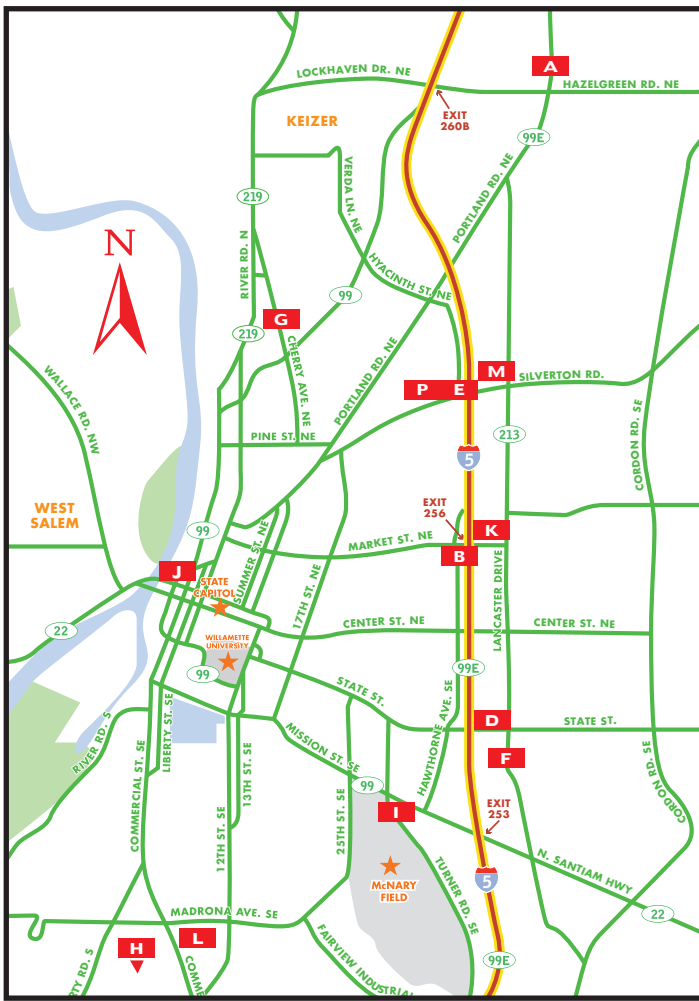 A
LOCKHAVEN DR. NE
HAZELGREEN RD. NE
EXIT
260B
KEIZER
99E
VERDA LN. NE
PORTLAND RD. NE
219
RIVER RD. N
N
HYACINTH ST. NE
99
G
219
CHERRY AVE. NE
PORTLAND RD. NE
M
SILVERTON RD.
P E
WALLACE RD. NW
CORDON RD. SE
PINE ST. NE
213
5
WEST
SALEM
EXIT
256
99
SUMMER ST. NE
MARKET ST. NE
K
B
J
STATE
CAPITOL
17TH ST. NE
LANCASTER DRIVE
22
CENTER ST. NE
CENTER ST. NE
WILLAMETTE
UNIVERSITY
99
99E
STATE ST.
HAWTHORNE AVE. SE
D
STATE ST.
RIVER RD. S
LIBERTY ST. SE
COMMERCIAL ST. SE
13TH ST. SE
MISSION ST. SE
F
CORDON RD. SE
99
I
EXIT
253
12TH ST. SE
25TH ST. SE
N. SANTIAM HWY
McNARY
FIELD
TURNER RD. SE
5
22
MADRONA AVE. SE
L
H
FAIRVIEW INDUSTRIAL
99E
RTY RD. S
COMME